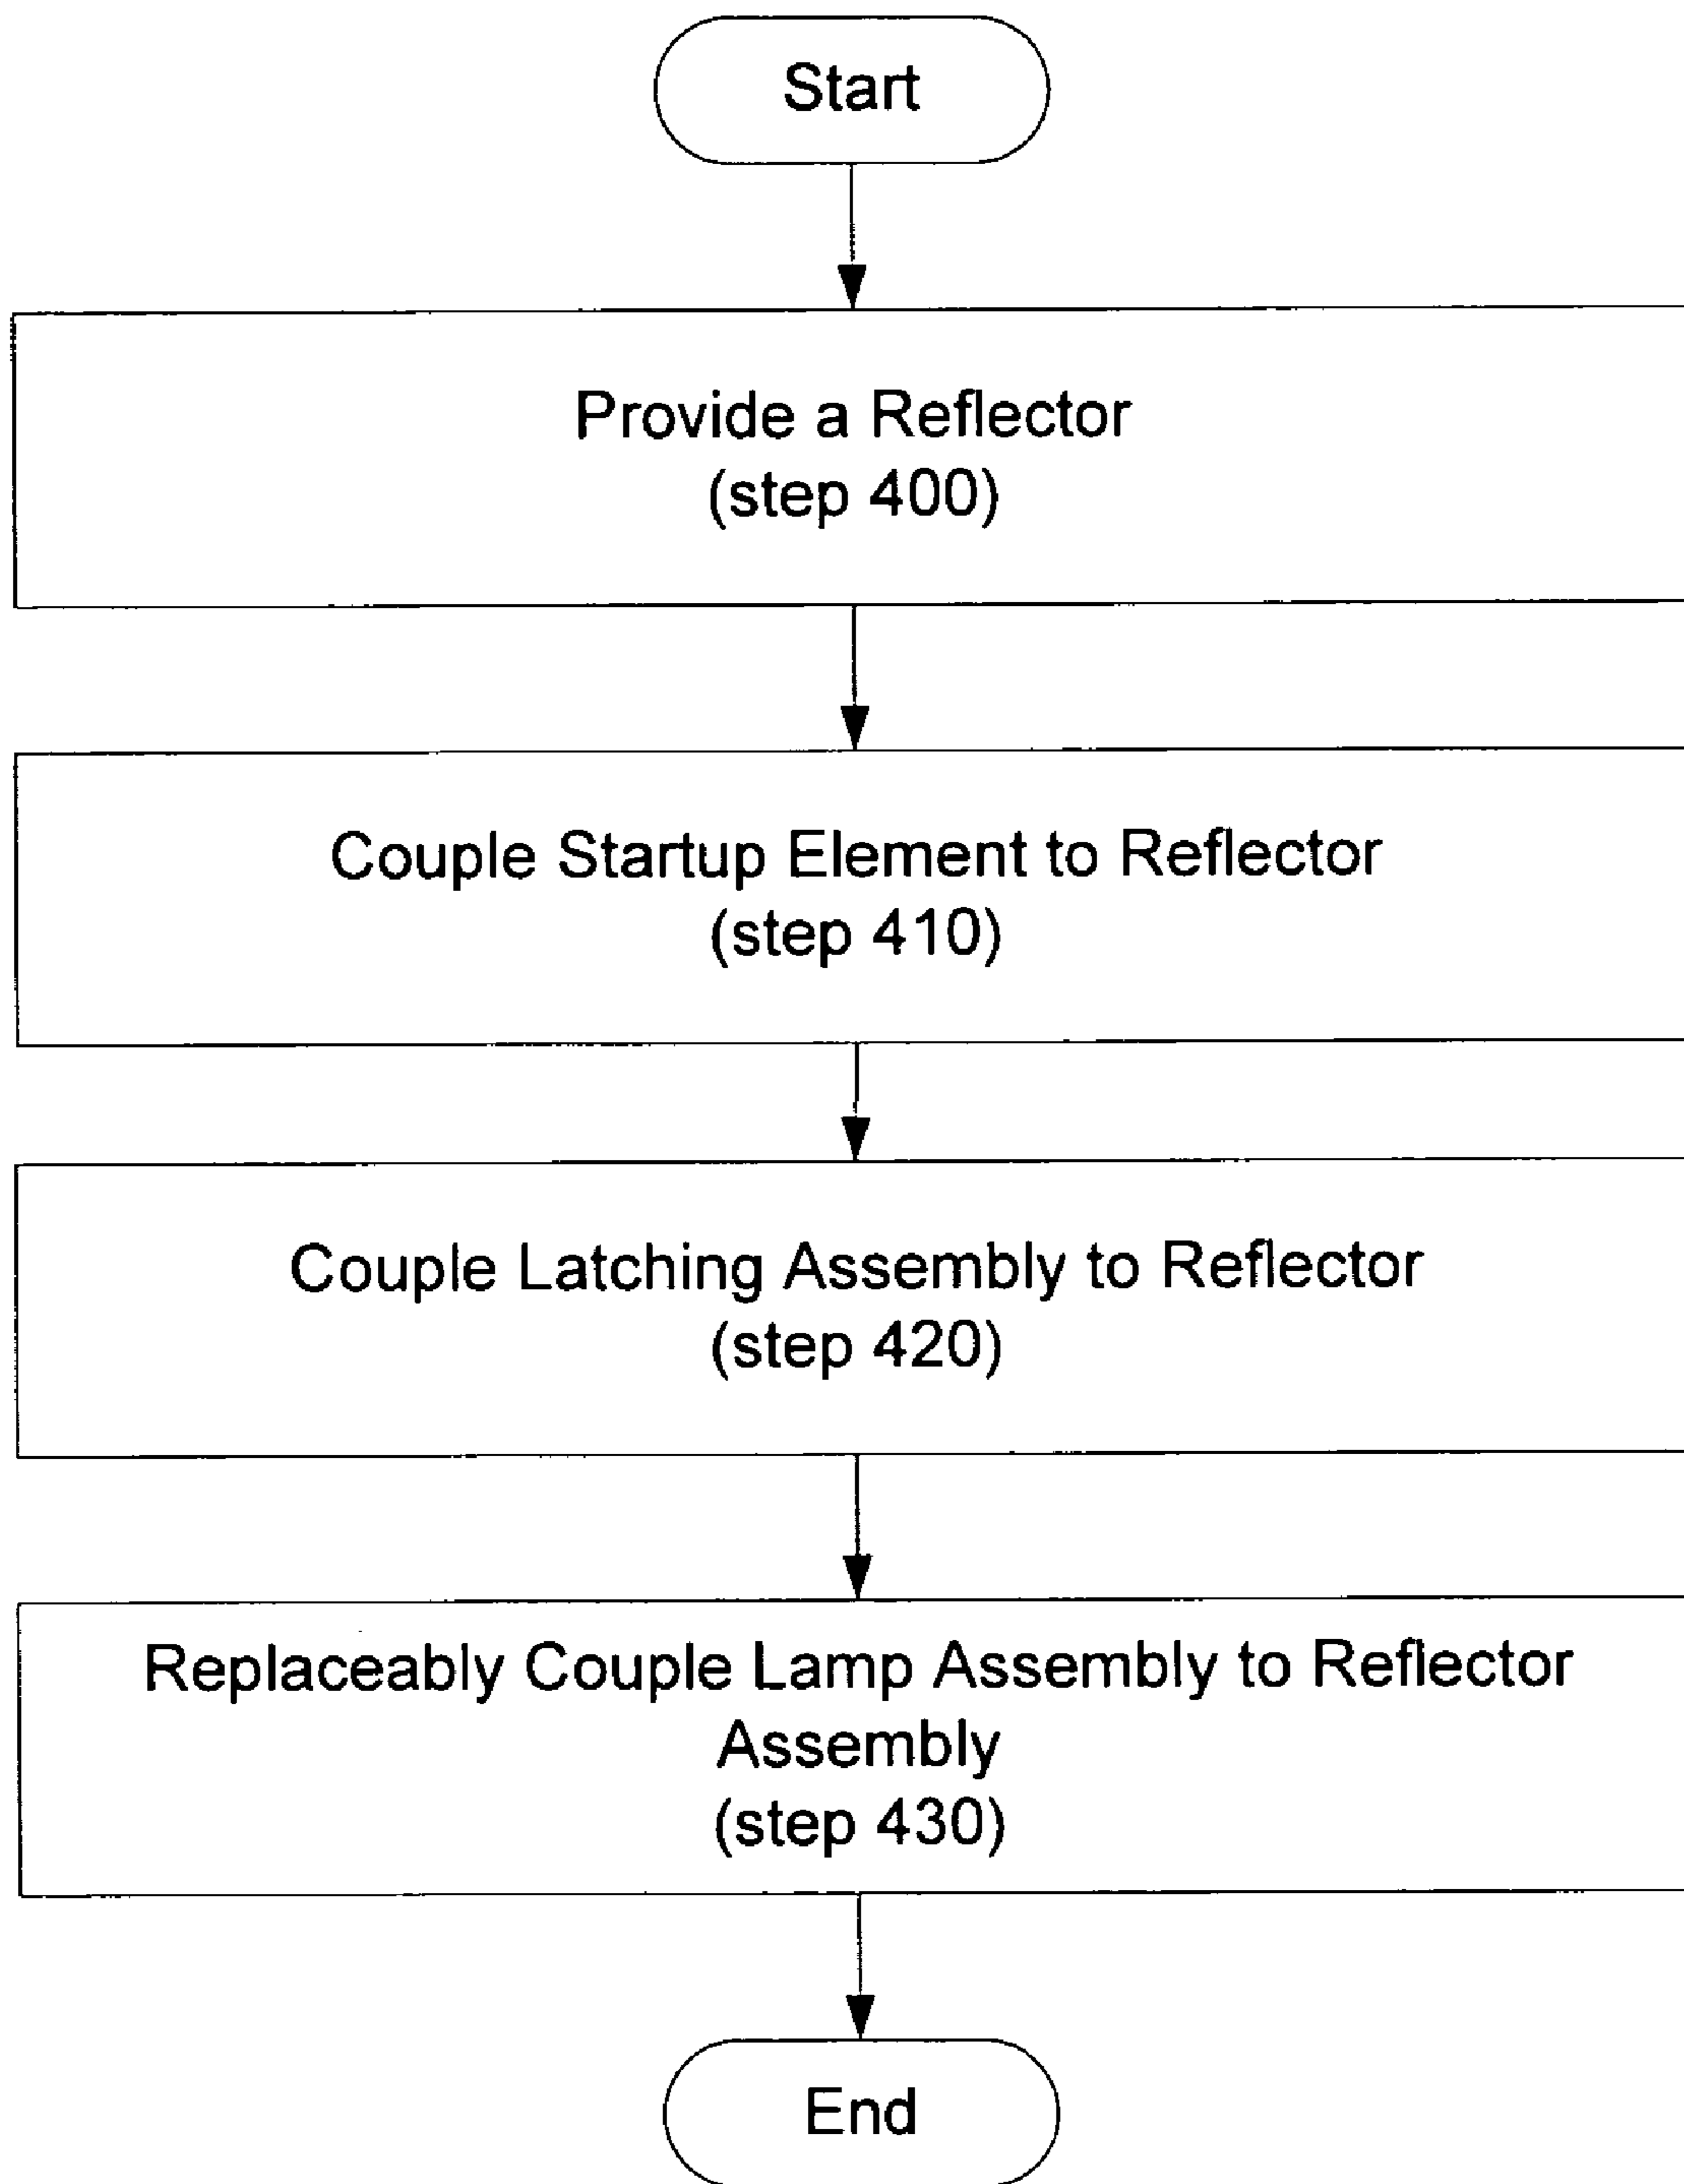 Start
Provide a Reflector
(step 400)
Couple Startup Element to Reflector
(step 410)
Couple Latching Assembly to Reflector
(step 420)
Replaceably Couple Lamp Assembly to Reflector
Assembly
(step 430)
End